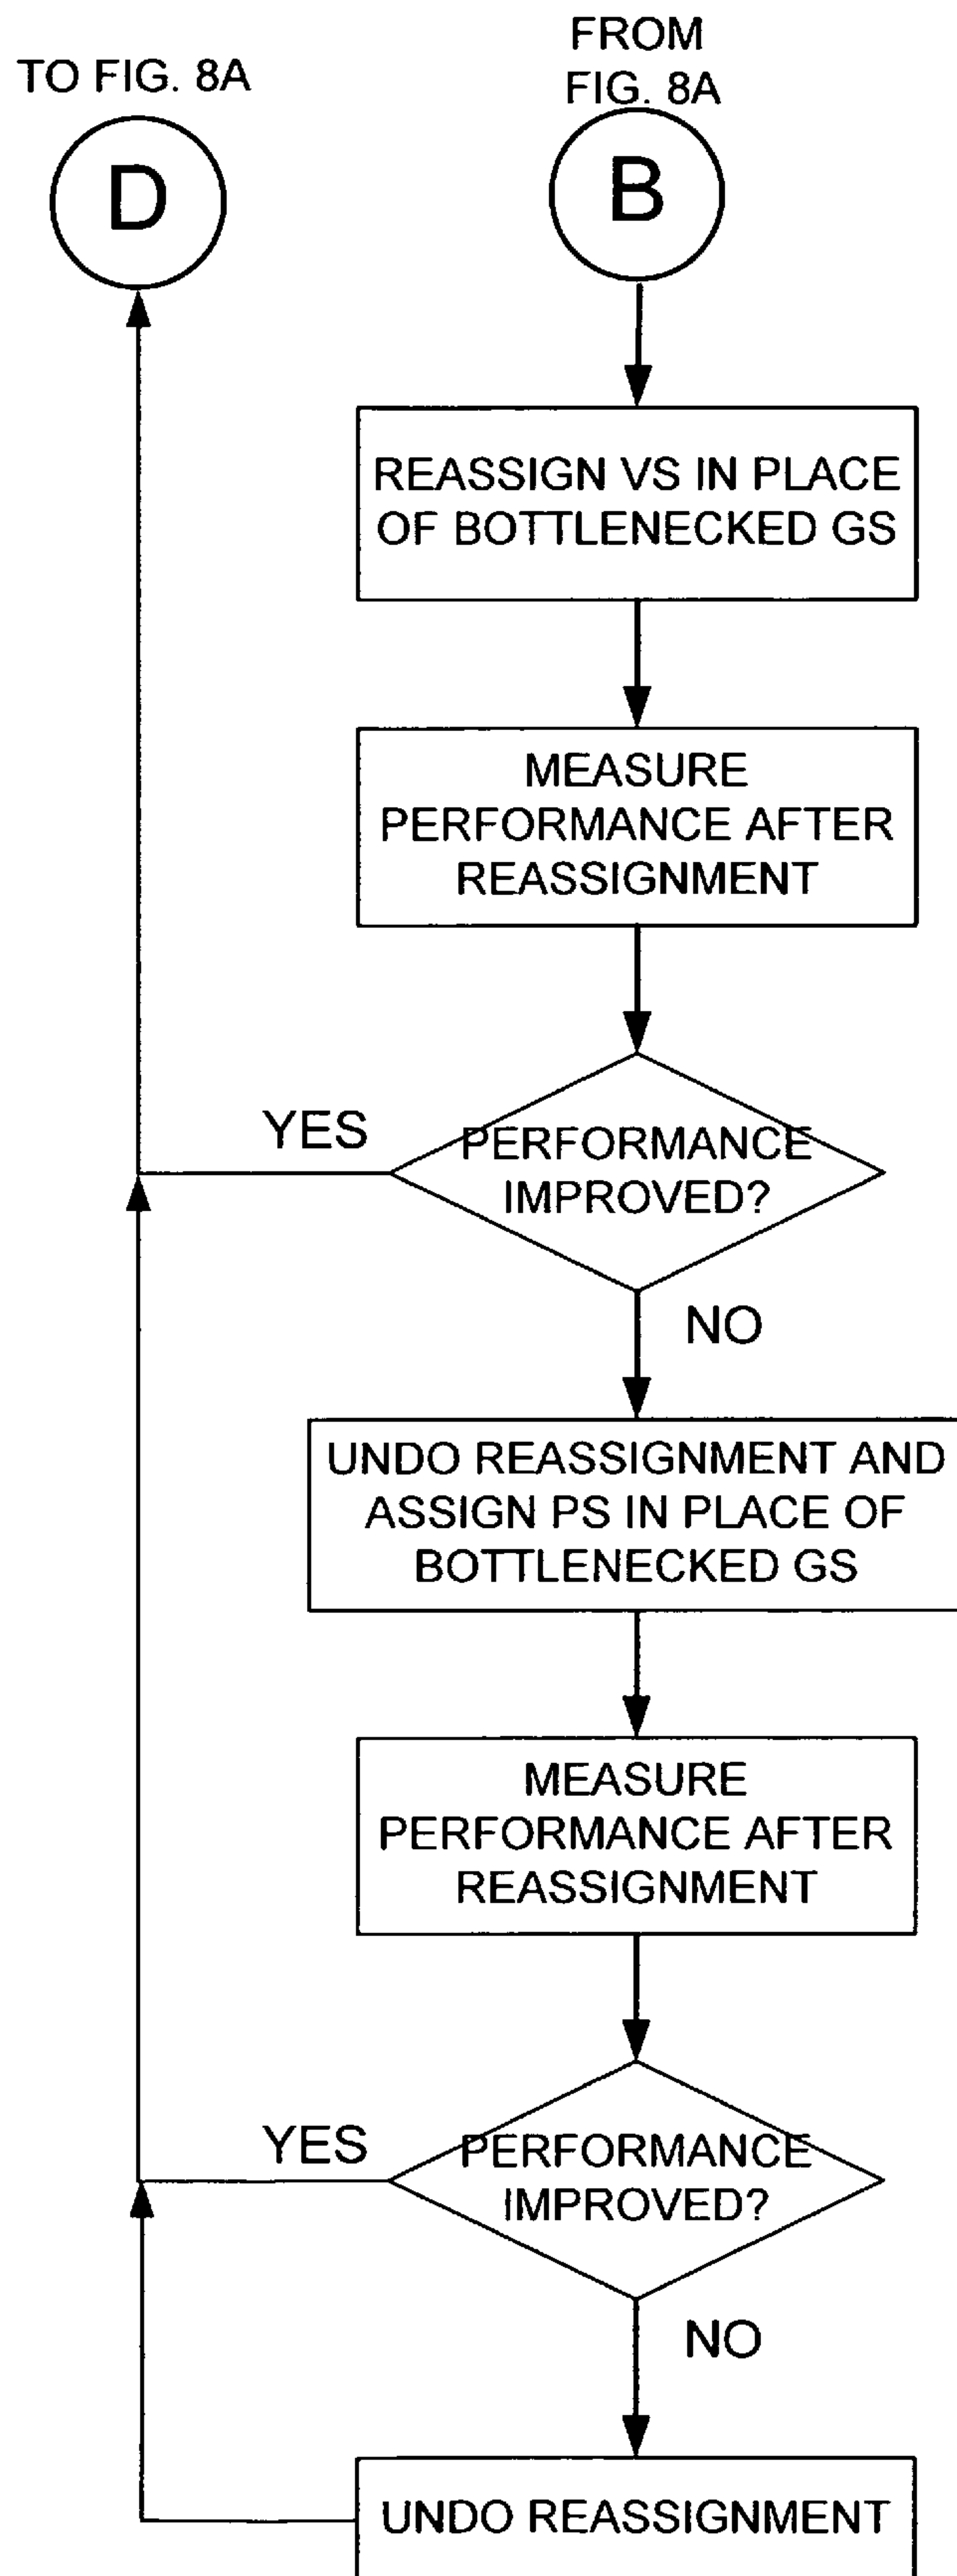 TO FIG. 8A
D
FROM
FIG. 8A
B
REASSIGN VS IN PLACE
OF BOTTLENECKED GS
MEASURE
PERFORMANCE AFTER
REASSIGNMENT
YES
PERFORMANCE
IMPROVED?
NO
UNDO REASSIGNMENT AND
ASSIGN PS IN PLACE OF
BOTTLENECKED GS
MEASURE
PERFORMANCE AFTER
REASSIGNMENT
YES
PERFORMANCE
IMPROVED?
NO
UNDO REASSIGNMENT